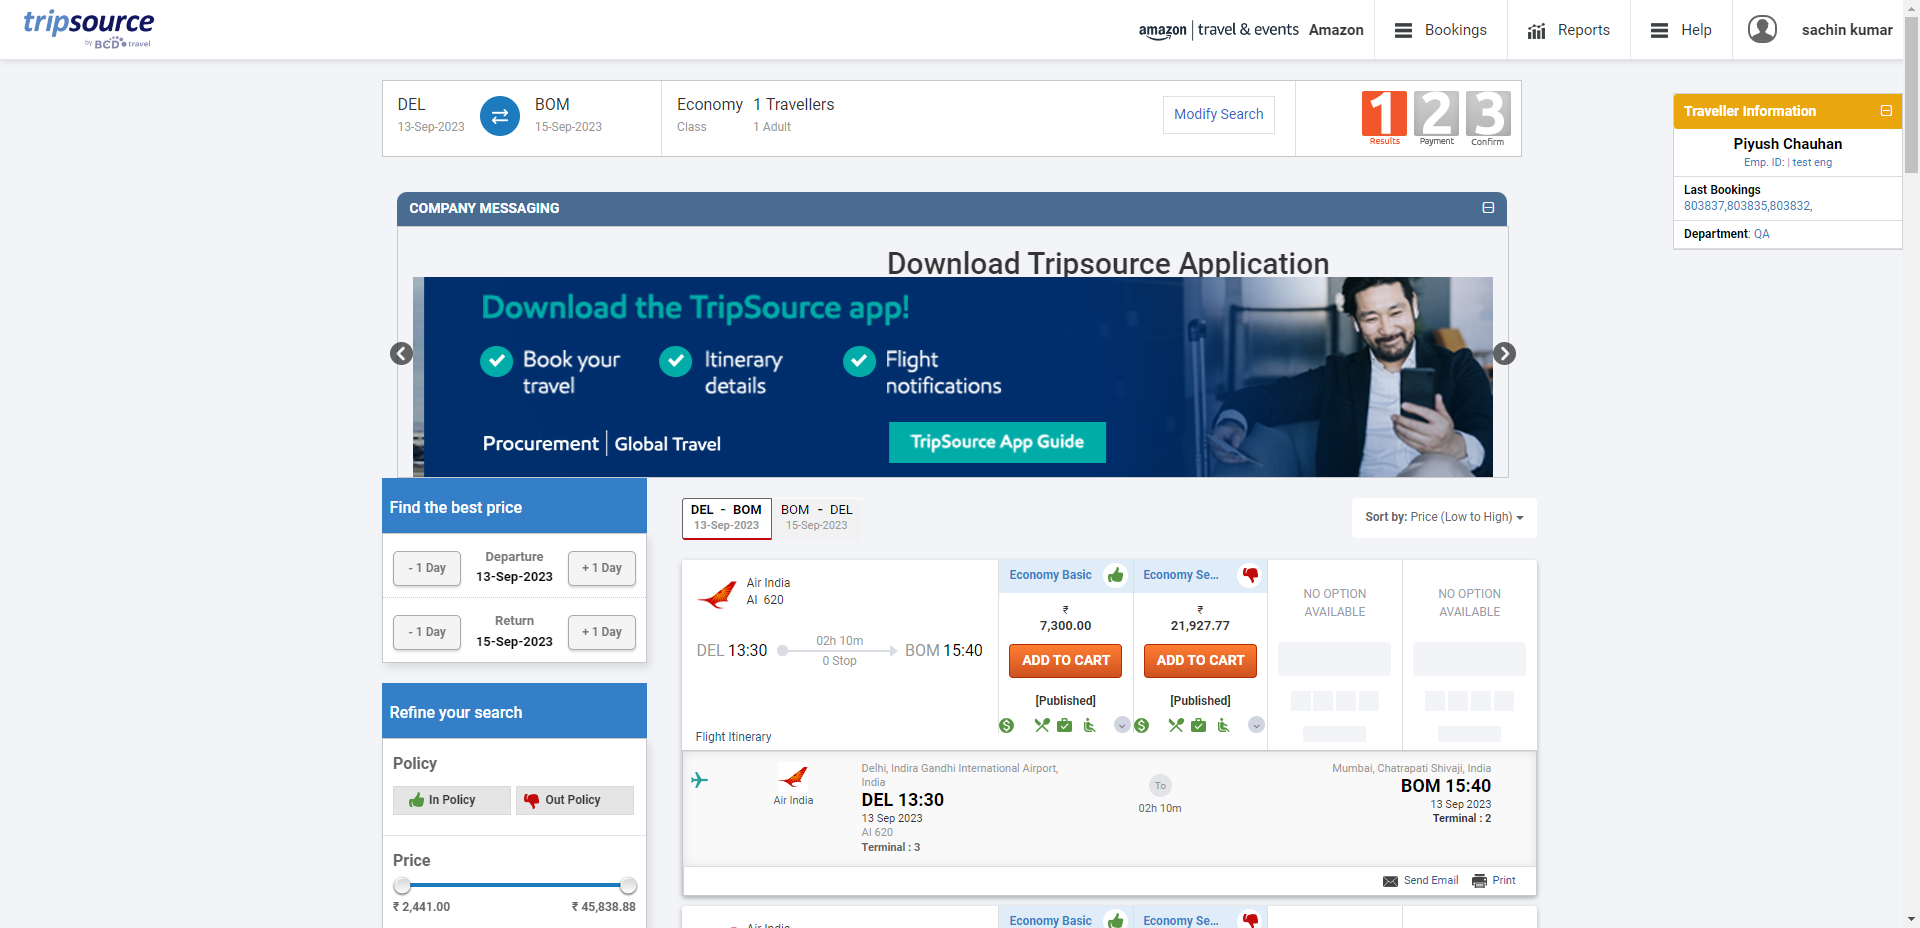 tripsource
by BCD travel
amazon | travel & events Amazon
Bookings
Reports
Help
sachin kumar
DEL
13-Sep-2023
BOM
15-Sep-2023
Economy
Class
1 Travellers
1 Adult
Modify Search
1
Results
2
Payment
3
Confirm
Traveller Information
Piyush Chauhan
Emp. ID: | test eng
Last Bookings
803837,803835,803832,
Department: QA
COMPANY MESSAGING
Download Tripsource Application
Download the TripSource app!
Book your
travel
Itinerary
details
Flight
notifications
Procurement | Global Travel
TripSource App Guide
Find the best price
- 1 Day
Departure
13-Sep-2023
+ 1 Day
- 1 Day
Return
15-Sep-2023
+ 1 Day
Refine your search
Policy
In Policy
Out Policy
Price
₹ 2,441.00
₹ 45,838.88
DEL - BOM
13-Sep-2023
BOM - DEL
15-Sep-2023
Sort by: Price (Low to High)
Air India
AI 620
DEL 13:30
02h 10m
0 Stop
BOM 15:40
Flight Itinerary
Economy Basic
₹
7,300.00
ADD TO CART
[Published]
Economy Se...
₹
21,927.77
ADD TO CART
[Published]
NO OPTION
AVAILABLE
NO OPTION
AVAILABLE
Air India
Delhi, Indira Gandhi International Airport,
India
DEL 13:30
13 Sep 2023
AI 620
Terminal : 3
To
02h 10m
Mumbai, Chatrapati Shivaji, India
BOM 15:40
13 Sep 2023
Terminal : 2
Send Email
Print
Air India
Economy Basic
Economy Se...